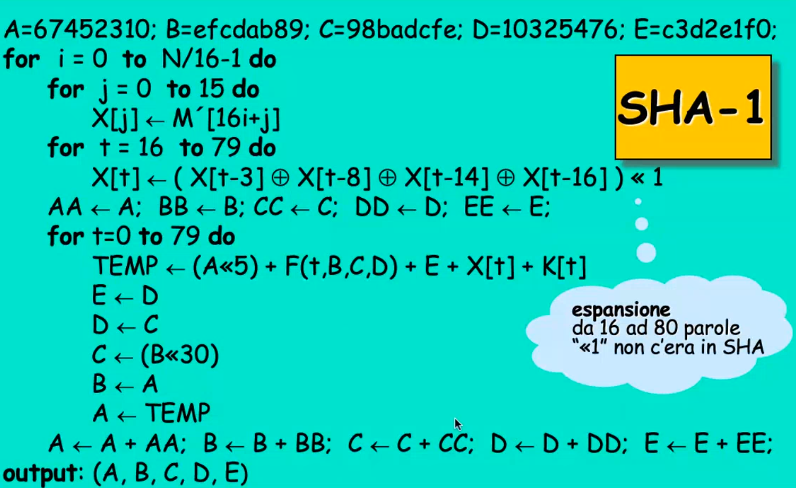 A=67452310; B=efcdab89; C=98badcfe; D=10325476; E=c3d2e1f0;
for i = 0 to N/16-1 do
for j = 0 to 15 do
X[j] ← M´[16i+j]
for t = 16 to 79 do
X[t] ← ( X[t-3] ⊕ X[t-8] ⊕ X[t-14] ⊕ X[t-16] ) « 1
AA ← A; BB ← B; CC ← C; DD ← D; EE ← E;
for t=0 to 79 do
TEMP ← (A«5) + F(t,B,C,D) + E + X[t] + K[t]
E ← D
D ← C
C ← (B«30)
B ← A
A ← TEMP
A ← A + AA; B ← B + BB; C ← C + CC; D ← D + DD; E ← E + EE;
output: (A, B, C, D, E)
SHA-1
espansione
da 16 ad 80 parole
"«1" non c'era in SHA